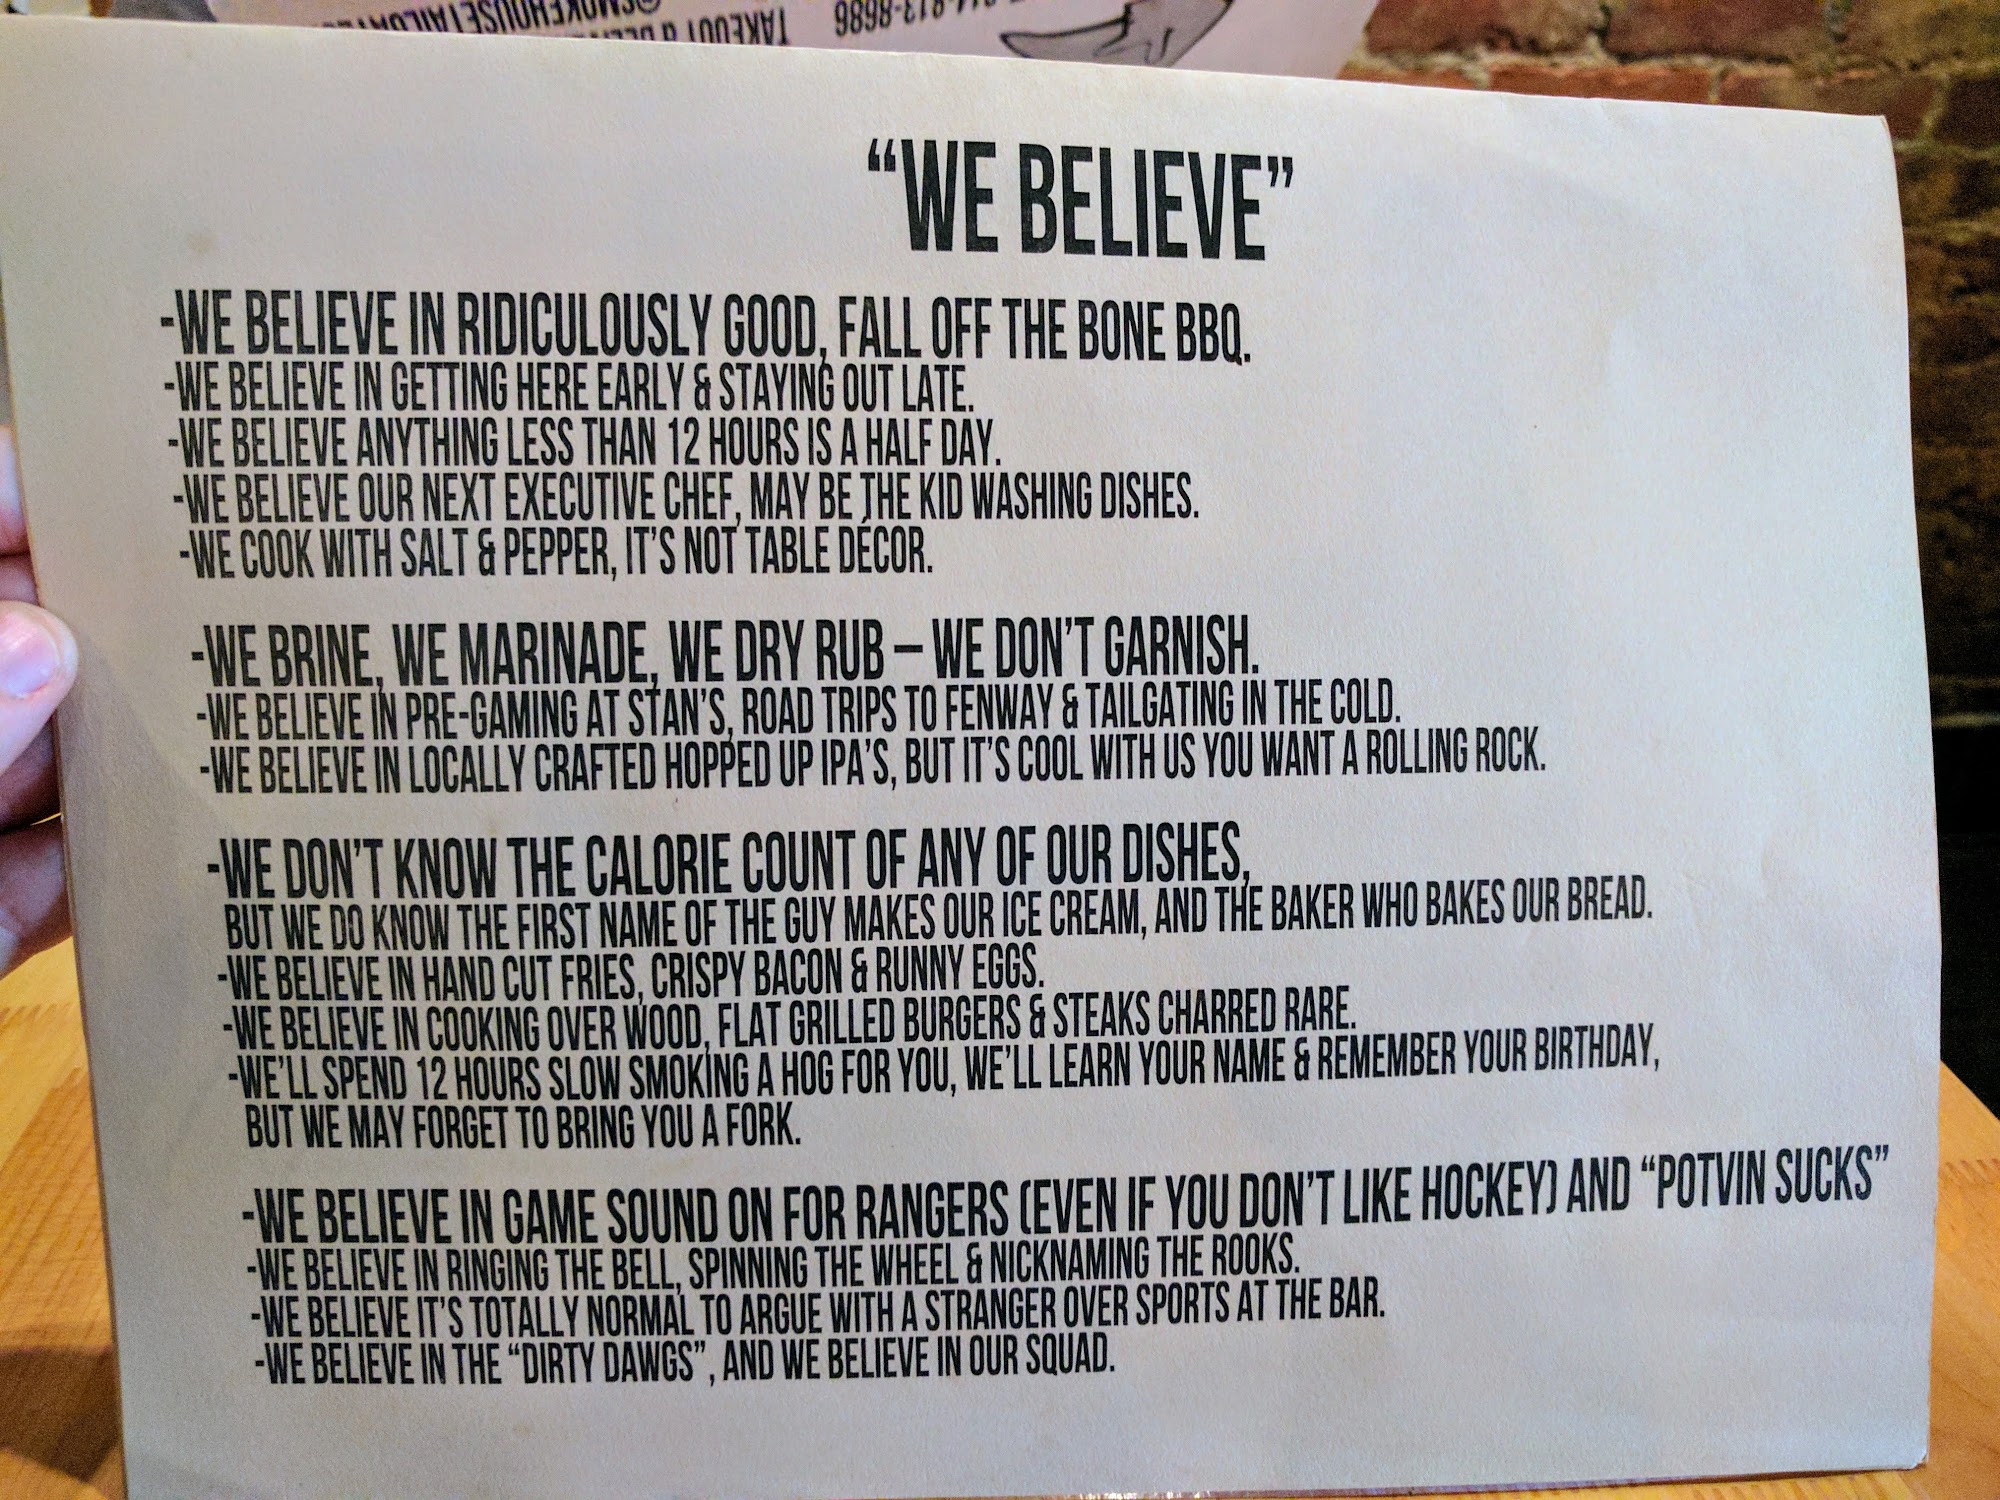 TAKEOUT &
813-8686
"WE BELIEVE"
-WE BELIEVE IN RIDICULOUSLY GOOD, FALL OFF THE BONE BBQ.
-WE BELIEVE IN GETTING HERE EARLY & STAYING OUT LATE.
-WE BELIEVE ANYTHING LESS THAN 12 HOURS IS A HALF DAY.
-WE BELIEVE OUR NEXT EXECUTIVE CHEF, MAY BE THE KID WASHING DISHES.
-WE COOK WITH SALT & PEPPER, IT'S NOT TABLE DÉCOR.
-WE BRINE, WE MARINADE, WE DRY RUB – WE DON'T GARNISH.
-WE BELIEVE IN PRE-GAMING AT STAN'S, ROAD TRIPS TO FENWAY & TAILGATING IN THE COLD.
-WE BELIEVE IN LOCALLY CRAFTED HOPPED UP IPA'S, BUT IT'S COOL WITH US YOU WANT A ROLLING ROCK.
-WE DON'T KNOW THE CALORIE COUNT OF ANY OF OUR DISHES,
BUT WE DO KNOW THE FIRST NAME OF THE GUY MAKES OUR ICE CREAM, AND THE BAKER WHO BAKES OUR BREAD.
-WE BELIEVE IN HAND CUT FRIES, CRISPY BACON & RUNNY EGGS.
-WE BELIEVE IN COOKING OVER WOOD, FLAT GRILLED BURGERS & STEAKS CHARRED RARE.
-WE'LL SPEND 12 HOURS SLOW SMOKING A HOG FOR YOU, WE'LL LEARN YOUR NAME & REMEMBER YOUR BIRTHDAY,
BUT WE MAY FORGET TO BRING YOU A FORK.
-WE BELIEVE IN GAME SOUND ON FOR RANGERS (EVEN IF YOU DON'T LIKE HOCKEY) AND "POTVIN SUCKS"
-WE BELIEVE IN RINGING THE BELL, SPINNING THE WHEEL & NICKNAMING THE ROOKS.
-WE BELIEVE IT'S TOTALLY NORMAL TO ARGUE WITH A STRANGER OVER SPORTS AT THE BAR.
-WE BELIEVE IN THE "DIRTY DAWGS", AND WE BELIEVE IN OUR SQUAD.